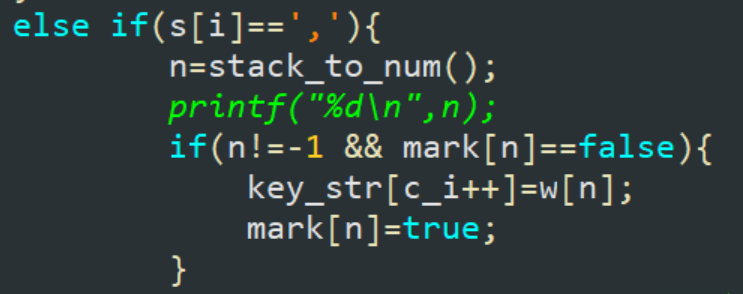 else if(s[i]==','){
n=stack_to_num();
printf("%d\n",n);
if(n!=-1 && mark[n]==false){
key_str[c_i++]=w[n];
mark[n]=true;
}